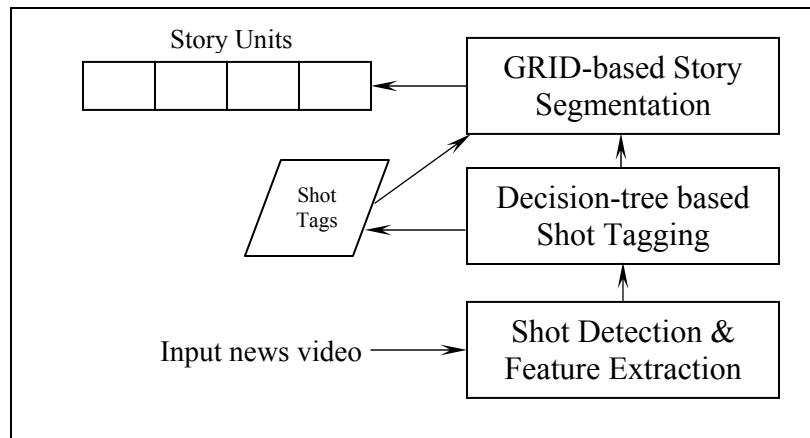 Story Units
GRID-based Story
Segmentation
Shot
Tags
Decision-tree based
Shot Tagging
Input news video
Shot Detection &
Feature Extraction